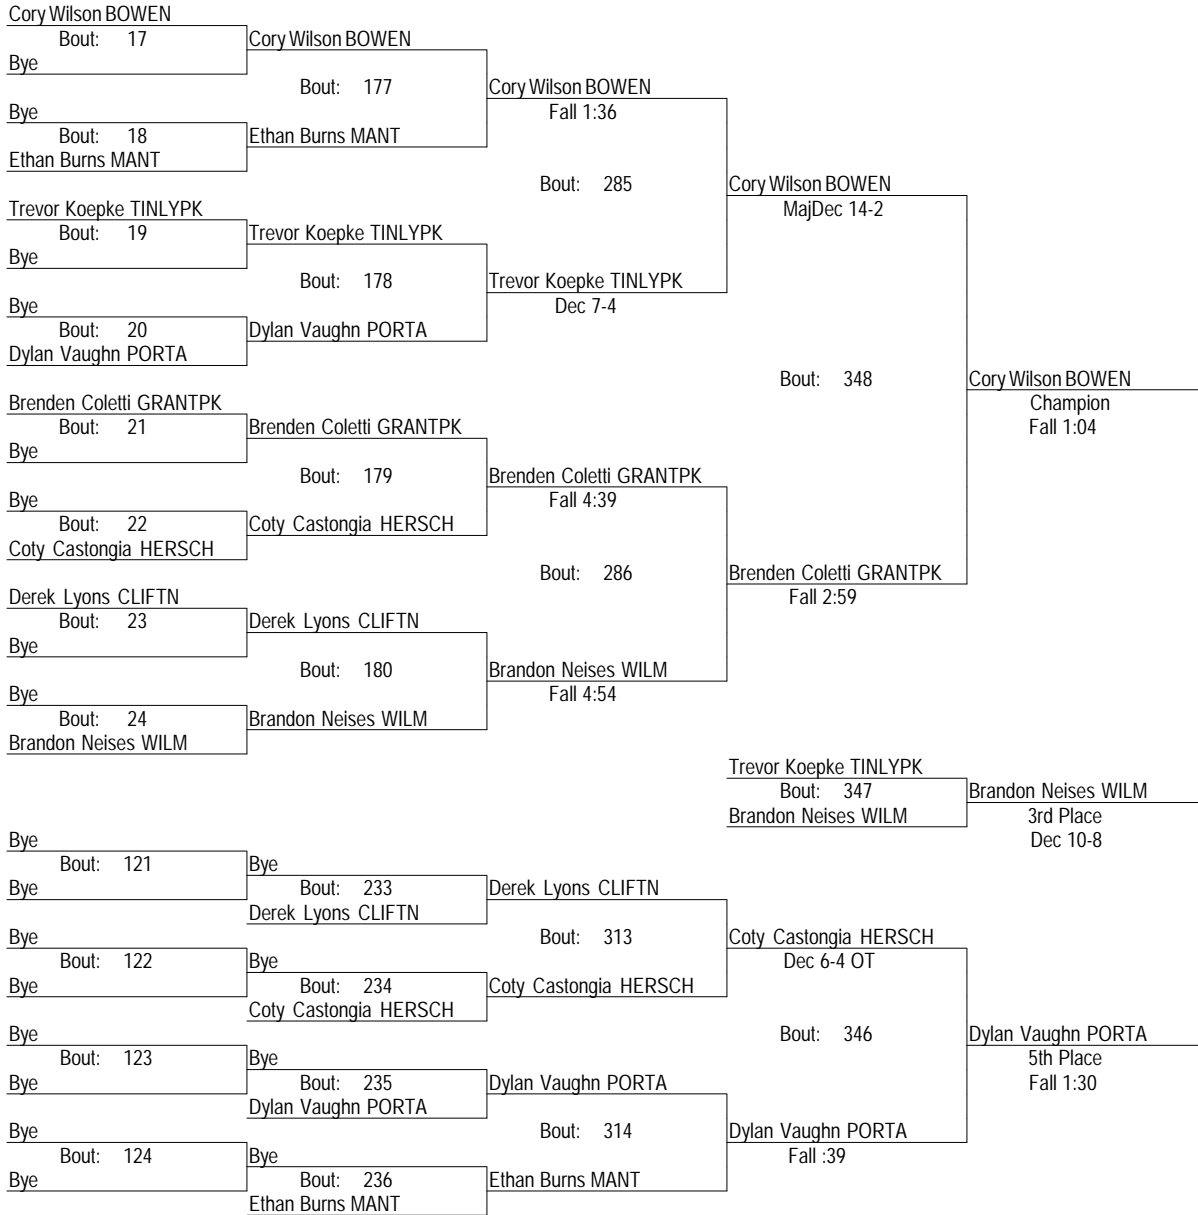 Cory Wilson BOWEN
Bout: 17
Cory Wilson BOWEN
Bye
Bout: 177
Cory Wilson BOWEN
Bye
Fall 1:36
Bout: 18
Ethan Burns MANT
Ethan Burns MANT
Bout: 285
Cory Wilson BOWEN
Trevor Koepke TINLYPK
MajDec 14-2
Bout: 19
Trevor Koepke TINLYPK
Bye
Bout: 178
Trevor Koepke TINLYPK
Bye
Dec 7-4
Bout: 20
Dylan Vaughn PORTA
Dylan Vaughn PORTA
Bout: 348
Cory Wilson BOWEN
Brenden Coletti GRANTPK
Champion
Bout: 21
Brenden Coletti GRANTPK
Fall 1:04
Bye
Bout: 179
Brenden Coletti GRANTPK
Bye
Fall 4:39
Bout: 22
Coty Castongia HERSCH
Coty Castongia HERSCH
Bout: 286
Brenden Coletti GRANTPK
Derek Lyons CLIFTN
Fall 2:59
Bout: 23
Derek Lyons CLIFTN
Bye
Bout: 180
Brandon Neises WILM
Bye
Fall 4:54
Bout: 24
Brandon Neises WILM
Brandon Neises WILM
Trevor Koepke TINLYPK
Bout: 347
Brandon Neises WILM
Brandon Neises WILM
3rd Place
Dec 10-8
Bye
Bout: 121
Bye
Bye
Bout: 233
Derek Lyons CLIFTN
Derek Lyons CLIFTN
Bye
Bout: 313
Coty Castongia HERSCH
Bout: 122
Bye
Dec 6-4 OT
Bye
Bout: 234
Coty Castongia HERSCH
Coty Castongia HERSCH
Bye
Bout: 346
Dylan Vaughn PORTA
Bout: 123
Bye
5th Place
Bye
Bout: 235
Dylan Vaughn PORTA
Fall 1:30
Dylan Vaughn PORTA
Bye
Bout: 314
Dylan Vaughn PORTA
Bout: 124
Bye
Fall :39
Bye
Bout: 236
Ethan Burns MANT
Ethan Burns MANT